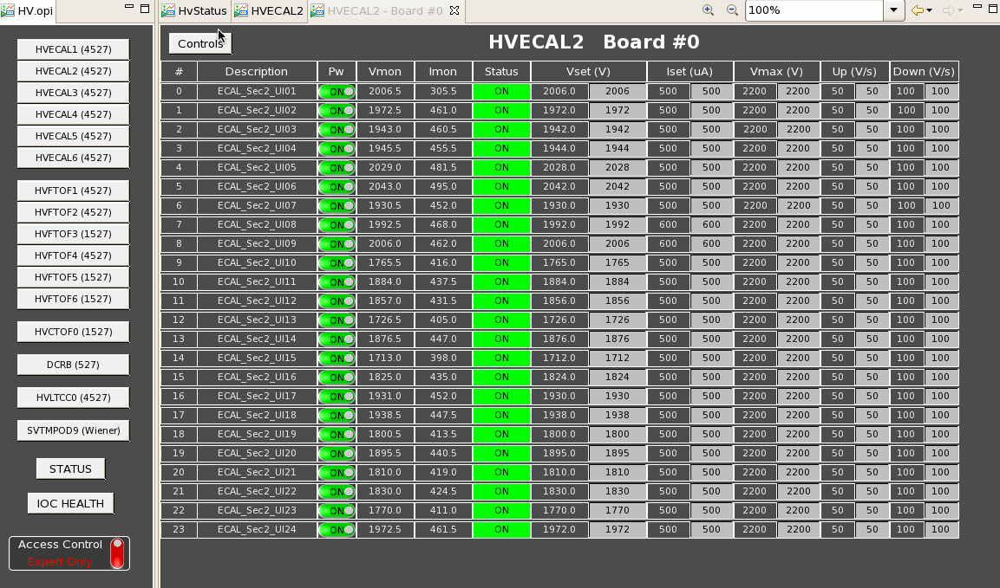 HV.opi
HvStatus HVECAL2 HVECAL2 - Board #0 100%
HVECAL1 (4527)
HVECAL2 (4527)
HVECAL3 (4527)
HVECAL4 (4527)
HVECAL5 (4527)
HVECAL6 (4527)
HVFTOF1 (4527)
HVFTOF2 (4527)
HVFTOF3 (1527)
HVFTOF4 (4527)
HVFTOF5 (1527)
HVFTOF6 (1527)
HVCTOF0 (1527)
DCRB (527)
HVLTCC0 (4527)
SVTMPOD9 (Wiener)
STATUS
IOC HEALTH
Access Control
Expert Only
Controls
HVECAL2 Board #0
# Description Pw Vmon Imon Status Vset (V) Iset (uA) Vmax (V) Up (V/s) Down (V/s)
0 ECAL_Sec2_UI01 ON 2006.5 305.5 ON 2006.0 2006 500 500 2200 2200 50 50 100 100
1 ECAL_Sec2_UI02 ON 1972.5 461.0 ON 1972.0 1972 500 500 2200 2200 50 50 100 100
2 ECAL_Sec2_UI03 ON 1943.0 460.5 ON 1942.0 1942 500 500 2200 2200 50 50 100 100
3 ECAL_Sec2_UI04 ON 1945.5 455.5 ON 1944.0 1944 500 500 2200 2200 50 50 100 100
4 ECAL_Sec2_UI05 ON 2029.0 481.5 ON 2028.0 2028 500 500 2200 2200 50 50 100 100
5 ECAL_Sec2_UI06 ON 2043.0 495.0 ON 2042.0 2042 500 500 2200 2200 50 50 100 100
6 ECAL_Sec2_UI07 ON 1930.5 452.0 ON 1930.0 1930 500 500 2200 2200 50 50 100 100
7 ECAL_Sec2_UI08 ON 1992.5 468.0 ON 1992.0 1992 600 600 2200 2200 50 50 100 100
8 ECAL_Sec2_UI09 ON 2006.0 462.0 ON 2006.0 2006 600 600 2200 2200 50 50 100 100
9 ECAL_Sec2_UI10 ON 1765.5 416.0 ON 1765.0 1765 500 500 2200 2200 50 50 100 100
10 ECAL_Sec2_UI11 ON 1884.0 437.5 ON 1884.0 1884 500 500 2200 2200 50 50 100 100
11 ECAL_Sec2_UI12 ON 1857.0 431.5 ON 1856.0 1856 500 500 2200 2200 50 50 100 100
12 ECAL_Sec2_UI13 ON 1726.5 405.0 ON 1726.0 1726 500 500 2200 2200 50 50 100 100
13 ECAL_Sec2_UI14 ON 1876.5 447.0 ON 1876.0 1876 500 500 2200 2200 50 50 100 100
14 ECAL_Sec2_UI15 ON 1713.0 398.0 ON 1712.0 1712 500 500 2200 2200 50 50 100 100
15 ECAL_Sec2_UI16 ON 1825.0 435.0 ON 1824.0 1824 500 500 2200 2200 50 50 100 100
16 ECAL_Sec2_UI17 ON 1931.0 452.0 ON 1930.0 1930 500 500 2200 2200 50 50 100 100
17 ECAL_Sec2_UI18 ON 1938.5 447.5 ON 1938.0 1938 500 500 2200 2200 50 50 100 100
18 ECAL_Sec2_UI19 ON 1800.5 413.5 ON 1800.0 1800 500 500 2200 2200 50 50 100 100
19 ECAL_Sec2_UI20 ON 1895.5 440.5 ON 1895.0 1895 500 500 2200 2200 50 50 100 100
20 ECAL_Sec2_UI21 ON 1810.0 419.0 ON 1810.0 1810 500 500 2200 2200 50 50 100 100
21 ECAL_Sec2_UI22 ON 1830.0 424.5 ON 1830.0 1830 500 500 2200 2200 50 50 100 100
22 ECAL_Sec2_UI23 ON 1770.0 411.0 ON 1770.0 1770 500 500 2200 2200 50 50 100 100
23 ECAL_Sec2_UI24 ON 1972.5 461.5 ON 1972.0 1972 500 500 2200 2200 50 50 100 100